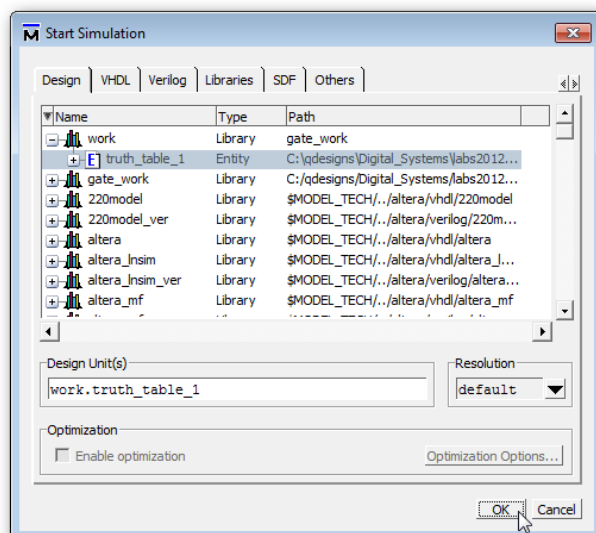 Start Simulation
Design VHDL Verilog Libraries SDF Others
Name Type Path
work Library gate_work
truth_table_1 Entity C:\qdesigns\Digital_Systems\labs2012...
gate_work Library C:/qdesigns/Digital_Systems/labs2012...
220model Library $MODEL_TECH/../altera/vhdl/220model
220model_ver Library $MODEL_TECH/../altera/verilog/220m...
altera Library $MODEL_TECH/../altera/vhdl/altera
altera_lnsim Library $MODEL_TECH/../altera/vhdl/altera_l...
altera_lnsim_ver Library $MODEL_TECH/../altera/verilog/altera...
altera_mf Library $MODEL_TECH/../altera/vhdl/altera_mf
Design Unit(s) Resolution
work.truth_table_1 default
Optimization
Enable optimization Optimization Options...
OK Cancel